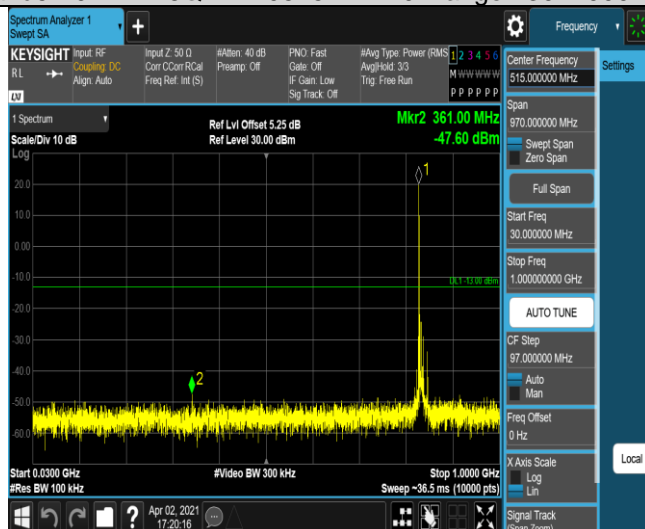 Spectrum Analyzer 1
Swept SA
Frequency
KEYSIGHT
RL
Input: RF
Coupling: DC
Align: Auto
Input Z: 50 Ω
Corr CCorr RCal
Freq Ref: Int (S)
#Atten: 40 dB
Preamp: Off
PNO: Fast
Gate: Off
IF Gain: Low
Sig Track: Off
#Avg Type: Power (RMS
Avg|Hold: 3/3
Trig: Free Run
1 2 3 4 5 6
M W W W W W
P P P P P P
LXI
1 Spectrum
Scale/Div 10 dB
Log
Ref Lvl Offset 5.25 dB
Ref Level 30.00 dBm
Mkr2 361.00 MHz
-47.60 dBm
20.0
10.0
0.00
-10.0
-20.0
-30.0
-40.0
-50.0
-60.0
1
2
DL1 -13.00 dBm
Start 0.0300 GHz
#Res BW 100 kHz
#Video BW 300 kHz
Stop 1.0000 GHz
Sweep ~36.5 ms (10000 pts)
?
Apr 02, 2021
17:20:16
Center Frequency
515.000000 MHz
Span
970.000000 MHz
Swept Span
Zero Span
Full Span
Start Freq
30.000000 MHz
Stop Freq
1.000000000 GHz
AUTO TUNE
CF Step
97.000000 MHz
Auto
Man
Freq Offset
0 Hz
X Axis Scale
Log
Lin
Signal Track
(Span Zoom)
Settings
Local